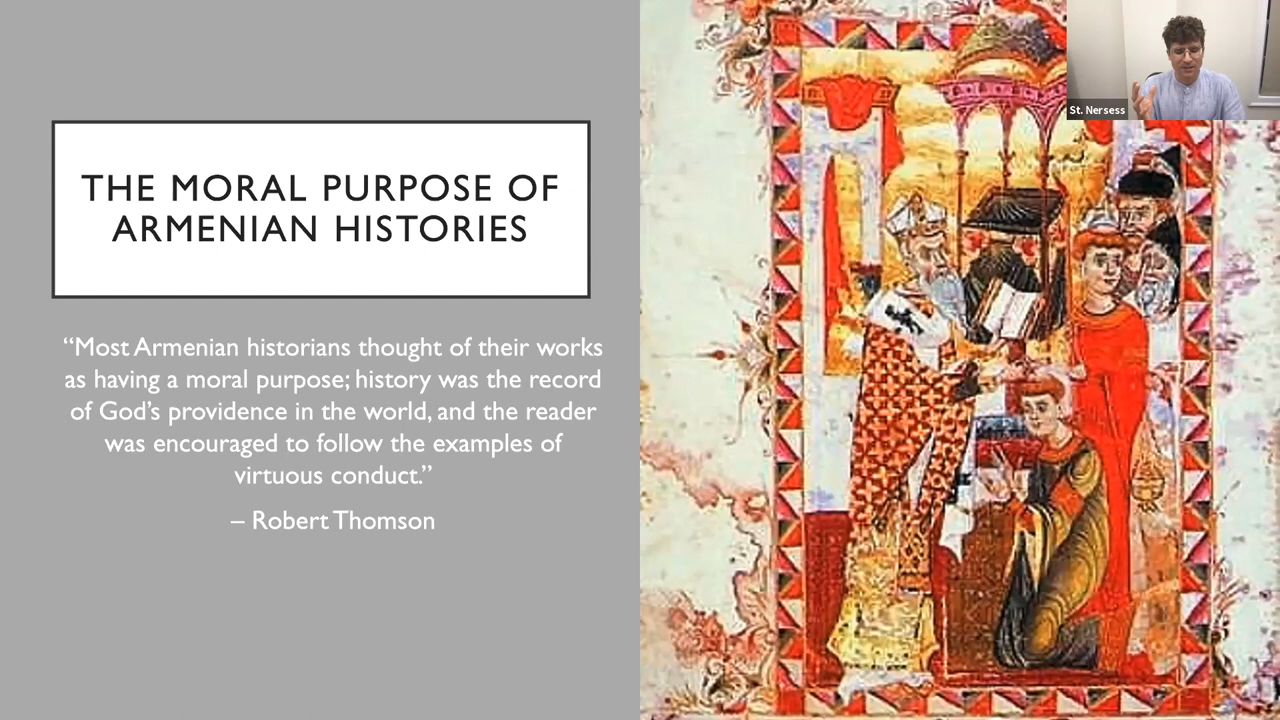 THE MORAL PURPOSE OF
ARMENIAN HISTORIES
“Most Armenian historians thought of their works
as having a moral purpose; history was the record
of God’s providence in the world, and the reader
was encouraged to follow the examples of
virtuous conduct.”
– Robert Thomson
St. Nersess